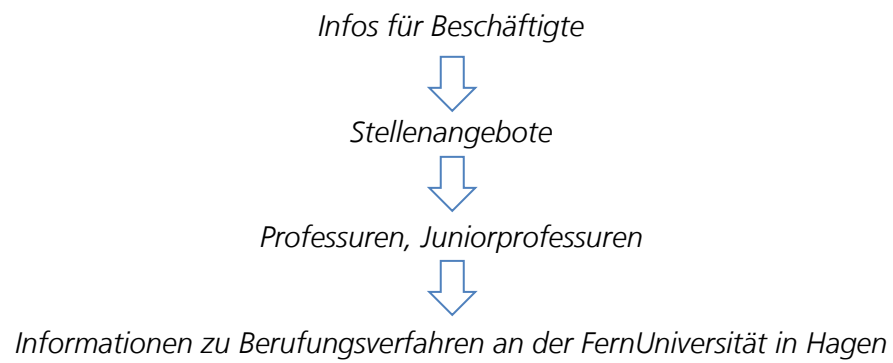 Infos für Beschäftigte
Stellenangebote
Professuren, Juniorprofessuren
Informationen zu Berufungsverfahren an der FernUniversität in Hagen